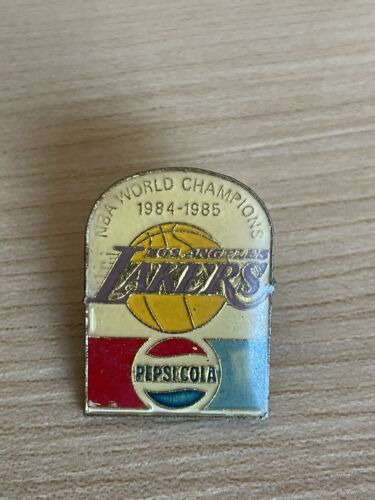 NBA WORLD CHAMPIONS
1984-1985
LOS ANGELES
LAKERS
PEPSI-COLA